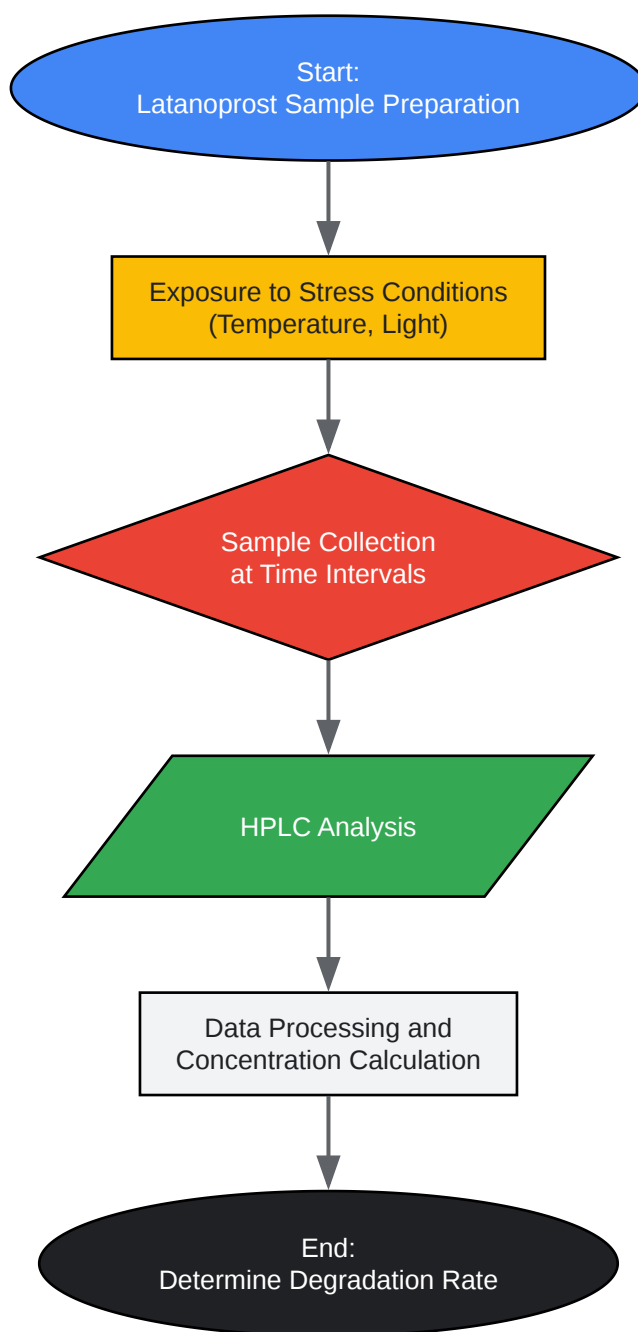 Start:
Latanoprost Sample Preparation
Exposure to Stress Conditions
(Temperature, Light)
Sample Collection
at Time Intervals
HPLC Analysis
Data Processing and
Concentration Calculation
End:
Determine Degradation Rate